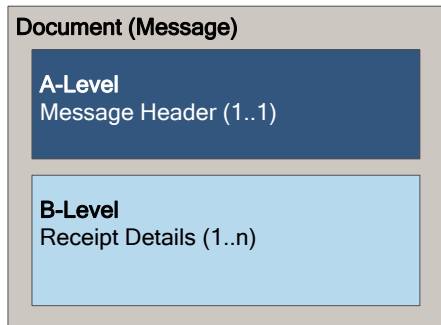 Document (Message)
A-Level
Message Header (1..1)
B-Level
Receipt Details (1..n)